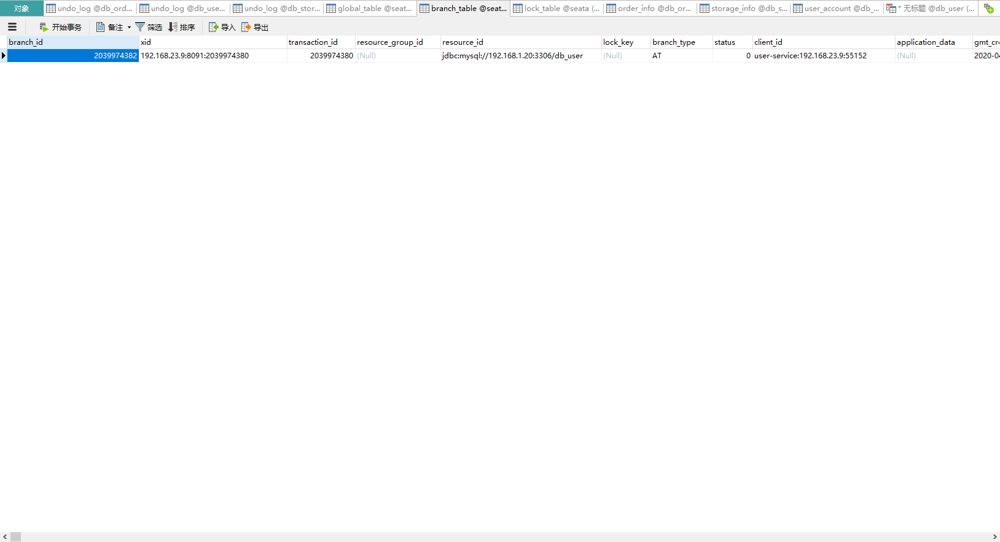 对象 undo_log @db_ord... undo_log @db_use... undo_log @db_stor... global_table @seat... branch_table @seat... lock_table @seata (... order_info @db_or... storage_info @db_s... user_account @db_... * 无标题 @db_user (...
开始事务 备注 筛选 排序 导入 导出
branch_id xid transaction_id resource_group_id resource_id lock_key branch_type status client_id application_data gmt_cr
2039974382 192.168.23.9:8091:2039974380 2039974380 (Null) jdbc:mysql://192.168.1.20:3306/db_user (Null) AT 0 user-service:192.168.23.9:55152 (Null) 2020-04